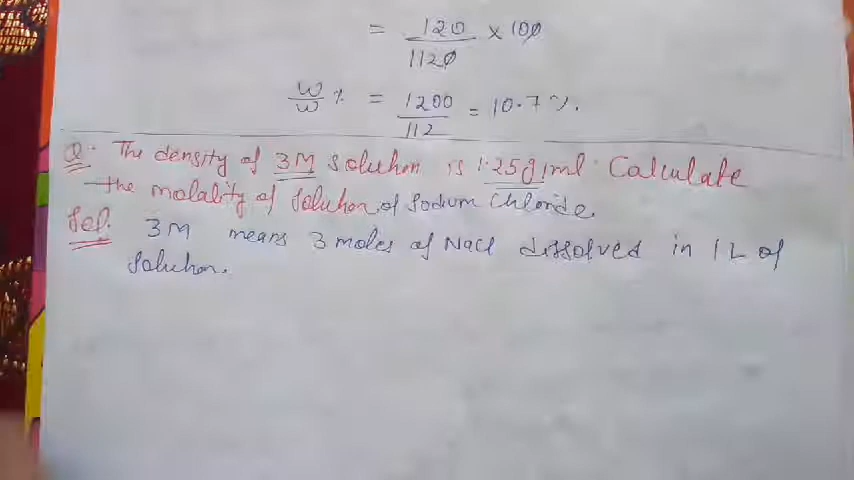 = 120/1120 × 100
W/W % = 1200/112 = 10.7%.
Q. The density of 3M solution is 1.25g/ml. Calculate
the molality of solution of Sodium Chloride.
Sol. 3M means 3 moles of NaCl dissolved in 1L of
solution.